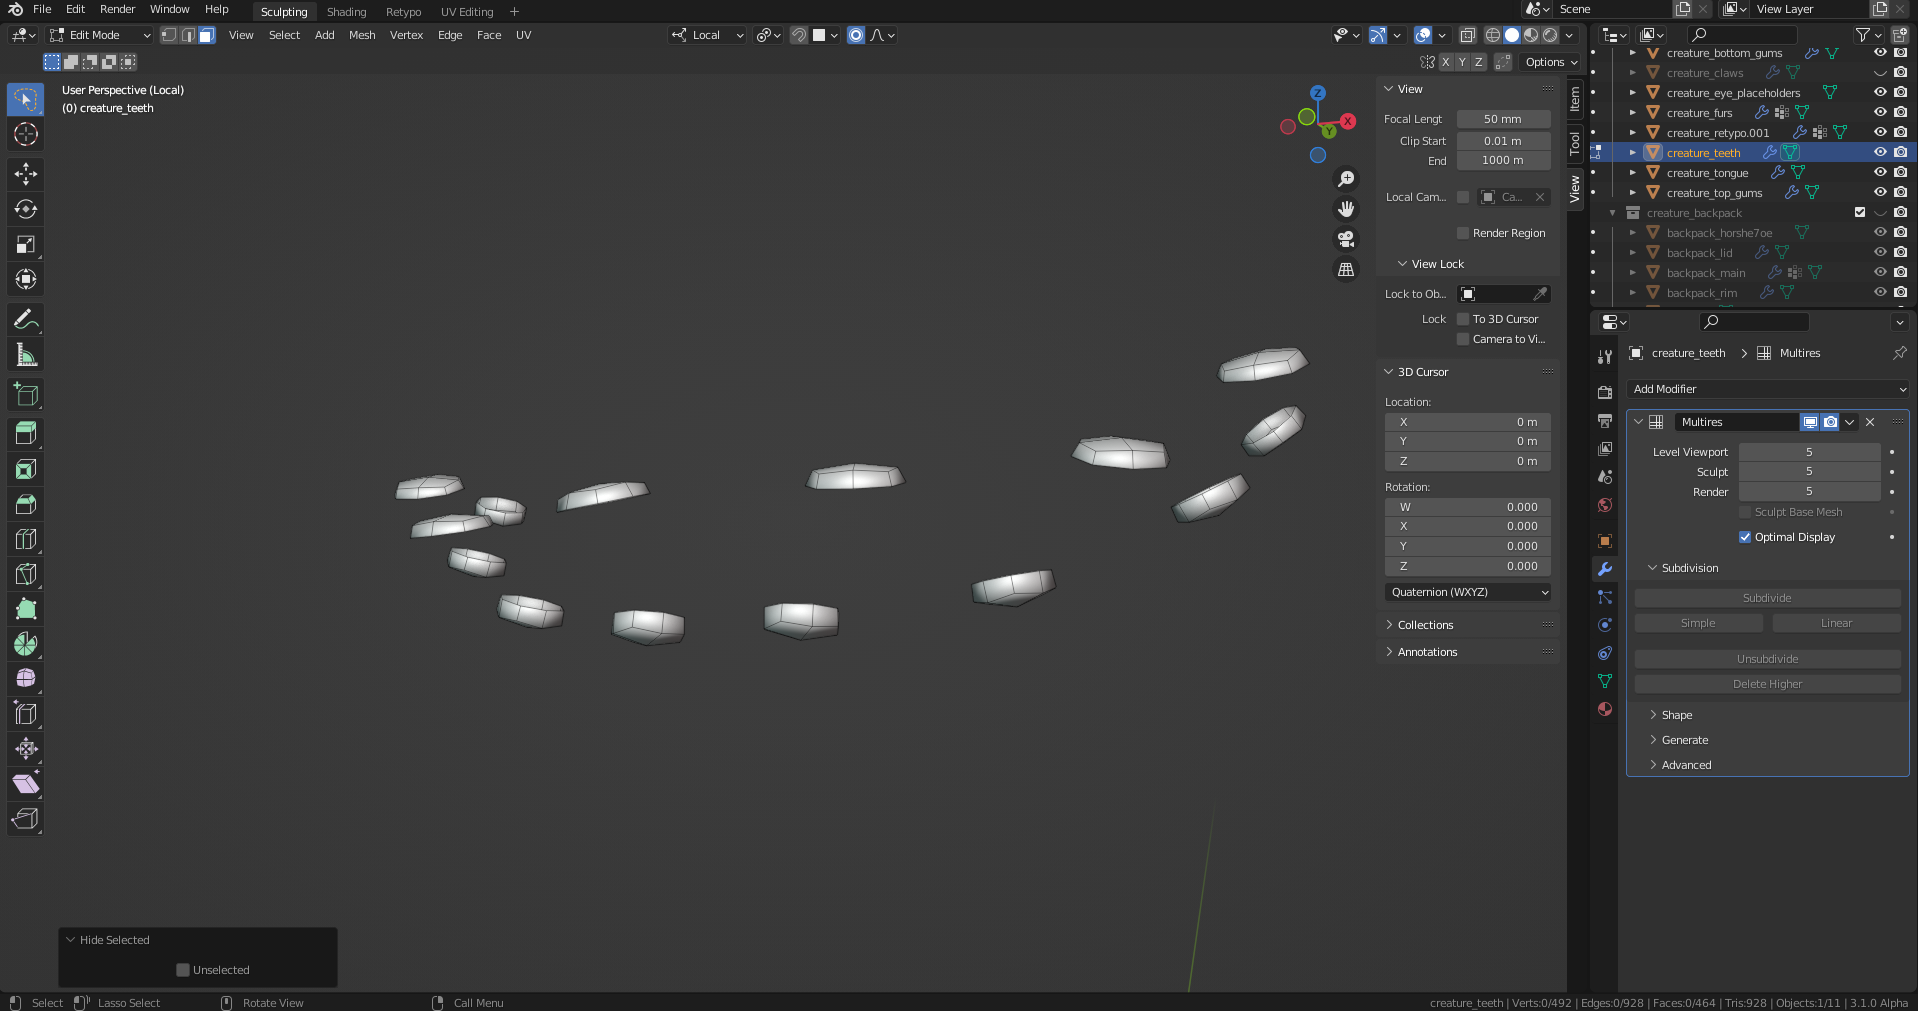 File Edit Render Window Help Sculpting Shading Retypo UV Editing + Scene View Layer
Edit Mode View Select Add Mesh Vertex Edge Face UV Local
X Y Z Options
User Perspective (Local)
(0) creature_teeth
Z
X
Y
View
Focal Lengt 50 mm
Clip Start 0.01 m
End 1000 m
Local Cam... Ca...
Render Region
View Lock
Lock to Ob...
Lock To 3D Cursor
Camera to Vi...
3D Cursor
Location:
X 0 m
Y 0 m
Z 0 m
Rotation:
W 0.000
X 0.000
Y 0.000
Z 0.000
Quaternion (WXYZ)
Collections
Annotations
Item
Tool
View
creature_bottom_gums
creature_claws
creature_eye_placeholders
creature_furs
creature_retypo.001
creature_teeth
creature_tongue
creature_top_gums
creature_backpack
backpack_horshe7oe
backpack_lid
backpack_main
backpack_rim
creature_teeth > Multires
Add Modifier
Multires
Level Viewport 5
Sculpt 5
Render 5
Sculpt Base Mesh
Optimal Display
Subdivision
Subdivide
Simple Linear
Unsubdivide
Delete Higher
Shape
Generate
Advanced
Hide Selected
Unselected
Select Lasso Select Rotate View Call Menu
creature_teeth | Verts:0/492 | Edges:0/928 | Faces:0/464 | Tris:928 | Objects:1/11 | 3.1.0 Alpha